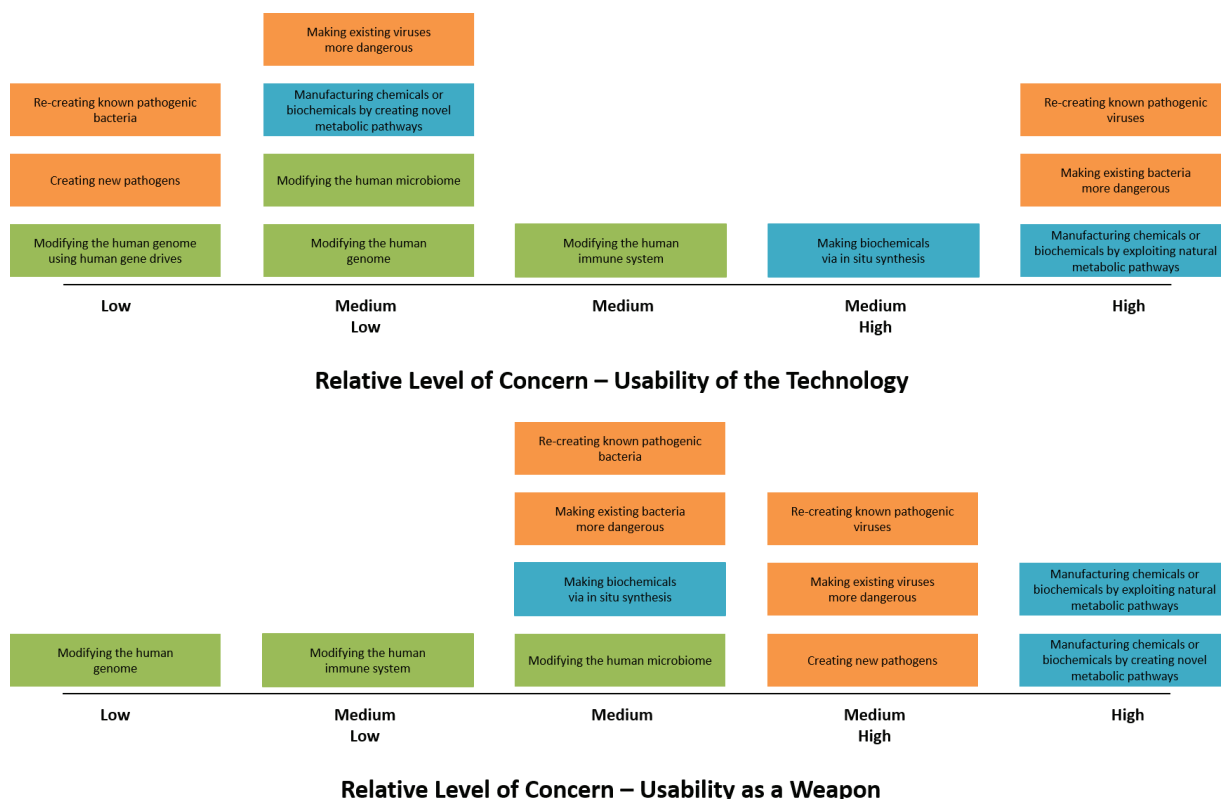 Making existing viruses
more dangerous
Re-creating known pathogenic
bacteria
Manufacturing chemicals or
biochemicals by creating novel
metabolic pathways
Re-creating known pathogenic
viruses
Creating new pathogens
Modifying the human microbiome
Making existing bacteria
more dangerous
Modifying the human genome
using human gene drives
Modifying the human
genome
Modifying the human
immune system
Making biochemicals
via in situ synthesis
Manufacturing chemicals or
biochemicals by exploiting natural
metabolic pathways
Low
Medium
Low
Medium
Medium
High
High
Relative Level of Concern – Usability of the Technology
Re-creating known pathogenic
bacteria
Making existing bacteria
more dangerous
Re-creating known pathogenic
viruses
Making biochemicals
via in situ synthesis
Making existing viruses
more dangerous
Manufacturing chemicals or
biochemicals by exploiting natural
metabolic pathways
Modifying the human
genome
Modifying the human
immune system
Modifying the human microbiome
Creating new pathogens
Manufacturing chemicals or
biochemicals by creating novel
metabolic pathways
Low
Medium
Low
Medium
Medium
High
High
Relative Level of Concern – Usability as a Weapon